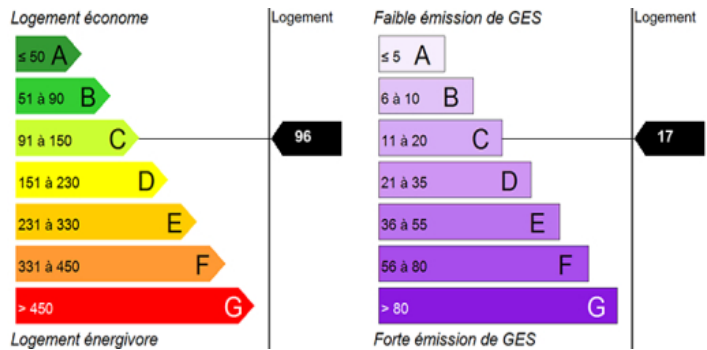 Logement économe
Logement
≤ 50 A
51 à 90 B
91 à 150 C
96
151 à 230 D
231 à 330 E
331 à 450 F
> 450 G
Logement énergivore
Faible émission de GES
Logement
≤ 5 A
6 à 10 B
11 à 20 C
17
21 à 35 D
36 à 55 E
56 à 80 F
> 80 G
Forte émission de GES